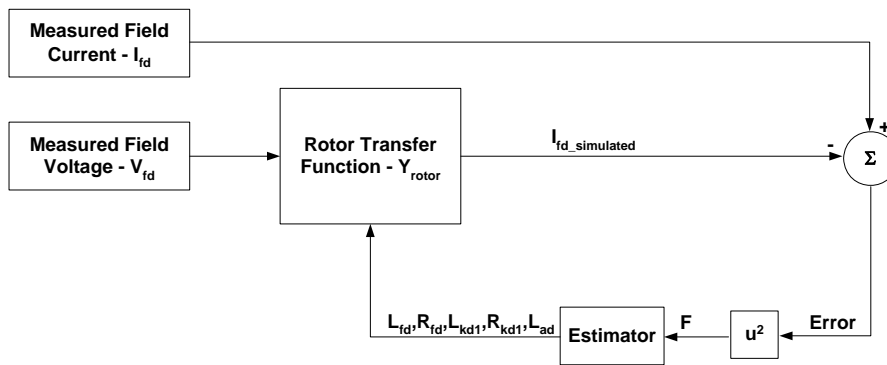 Measured Field
Current - Ifd
+
Measured Field
Voltage - Vfd
Rotor Transfer
Function - Yrotor
Ifd_simulated
-
Σ
Lfd,Rfd,Lkd1,Rkd1,Lad
Estimator
F
u²
Error